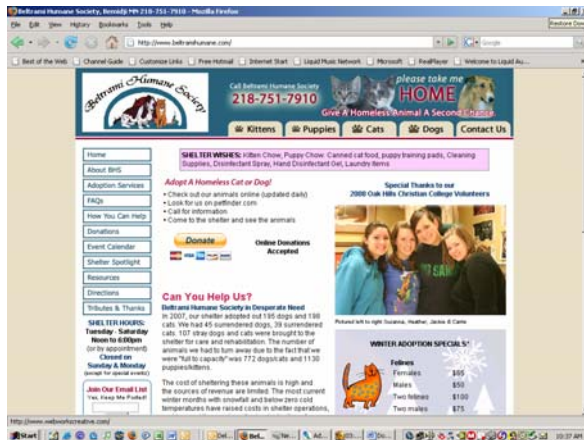 Beltrami Humane Society, Bemidji MN 218-751-7910 - Mozilla Firefox
File Edit View History Bookmarks Tools Help
Restore Down
http://www.beltramihumane.com/
Best of the Web Channel Guide Customize Links Free Hotmail Internet Start Liquid Music Network Microsoft RealPlayer Welcome to Liquid Au...
Beltrami Humane Society
Call Beltrami Humane Society
218-751-7910
please take me
HOME
Give A Homeless Animal A Second Chance
Kittens Puppies Cats Dogs Contact Us
Home
About BHS
Adoption Services
FAQs
How You Can Help
Donations
Event Calendar
Shelter Spotlight
Resources
Directions
Tributes & Thanks
SHELTER HOURS:
Tuesday - Saturday
Noon to 6:00pm
(or by appointment)
Closed on
Sunday & Monday
(except for special events)
Join Our Email List
Yes, Keep Me Posted!
SHELTER WISHES: Kitten Chow, Puppy Chow. Canned cat food, puppy training pads, Cleaning
Supplies, Disinfectant Spray, Hand Disinfectant Gel, Laundry Items
Adopt A Homeless Cat or Dog!
• Check out our animals online (updated daily)
• Look for us on petfinder.com
• Call for information
• Come to the shelter and see the animals
Donate
Online Donations
Accepted
Can You Help Us?
Beltrami Humane Society in Desperate Need
In 2007, our shelter adopted out 195 dogs and 198
cats. We had 45 surrendered dogs, 39 surrendered
cats. 107 stray dogs and cats were brought to the
shelter for care and rehabilitation. The number of
animals we had to turn away due to the fact that we
were "full to capacity" was 772 dogs/cats and 1130
puppies/kittens.
The cost of sheltering these animals is high and
the sources of revenue are limited. The most current
winter months with snowfall and below zero cold
temperatures have raised costs in shelter operations,
Special Thanks to our
2008 Oak Hills Christian College Volunteers
Pictured left to right Suzanna, Heather, Jackie & Carrie
WINTER ADOPTION SPECIALS*
Felines
Females $85
Males $50
Two felines $100
Two males $75
http://www.webworkscreative.com/
Start
10:37 AM